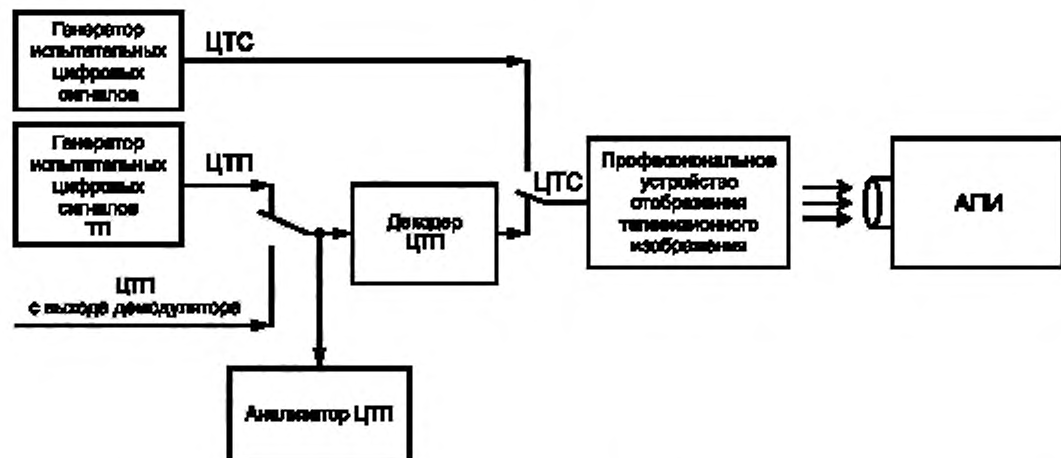 Генератор
испытательных
цифровых
сигналов
ЦТС
Генератор
испытательных
цифровых
сигналов
ТП
ЦТП
ЦТП
с выхода демодулятора
Декодер
ЦТП
ЦТС
Профессиональное
устройство
отображения
телевизионного
изображения
АПИ
Анализатор ЦТП